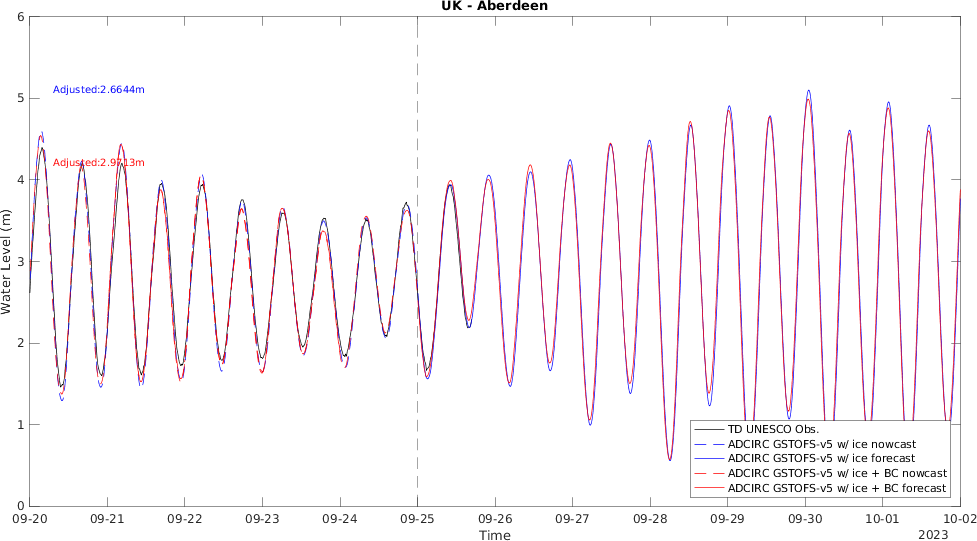 UK - Aberdeen
6
5
4
3
2
1
0
Water Level (m)
Adjusted:2.6644m
Adjusted:2.9713m
TD UNESCO Obs.
ADCIRC GSTOFS-v5 w/ ice nowcast
ADCIRC GSTOFS-v5 w/ ice forecast
ADCIRC GSTOFS-v5 w/ ice + BC nowcast
ADCIRC GSTOFS-v5 w/ ice + BC forecast
09-20 09-21 09-22 09-23 09-24 09-25 09-26 09-27 09-28 09-29 09-30 10-01 10-02
Time
2023